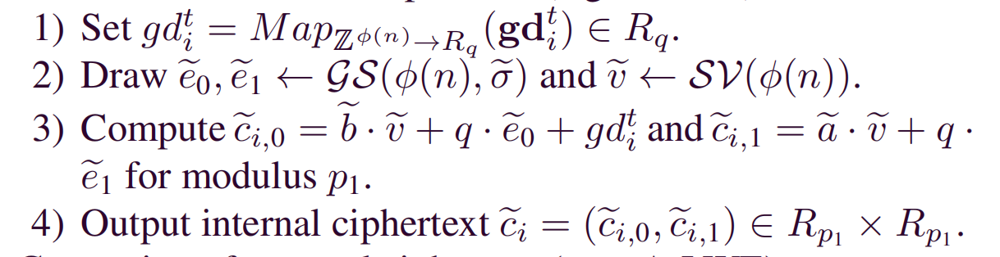 1) Set $gd_i^t = Map_{\mathbb{Z}^{\phi(n)} \to R_q}(\mathbf{gd}_i^t) \in R_q$.
2) Draw $\widetilde{e}_0, \widetilde{e}_1 \leftarrow \mathcal{GS}(\phi(n), \widetilde{\sigma})$ and $\widetilde{v} \leftarrow \mathcal{SV}(\phi(n))$.
3) Compute $\widetilde{c}_{i,0} = \widetilde{b} \cdot \widetilde{v} + q \cdot \widetilde{e}_0 + gd_i^t$ and $\widetilde{c}_{i,1} = \widetilde{a} \cdot \widetilde{v} + q \cdot$
$\widetilde{e}_1$ for modulus $p_1$.
4) Output internal ciphertext $\widetilde{c}_i = (\widetilde{c}_{i,0}, \widetilde{c}_{i,1}) \in R_{p_1} \times R_{p_1}$.